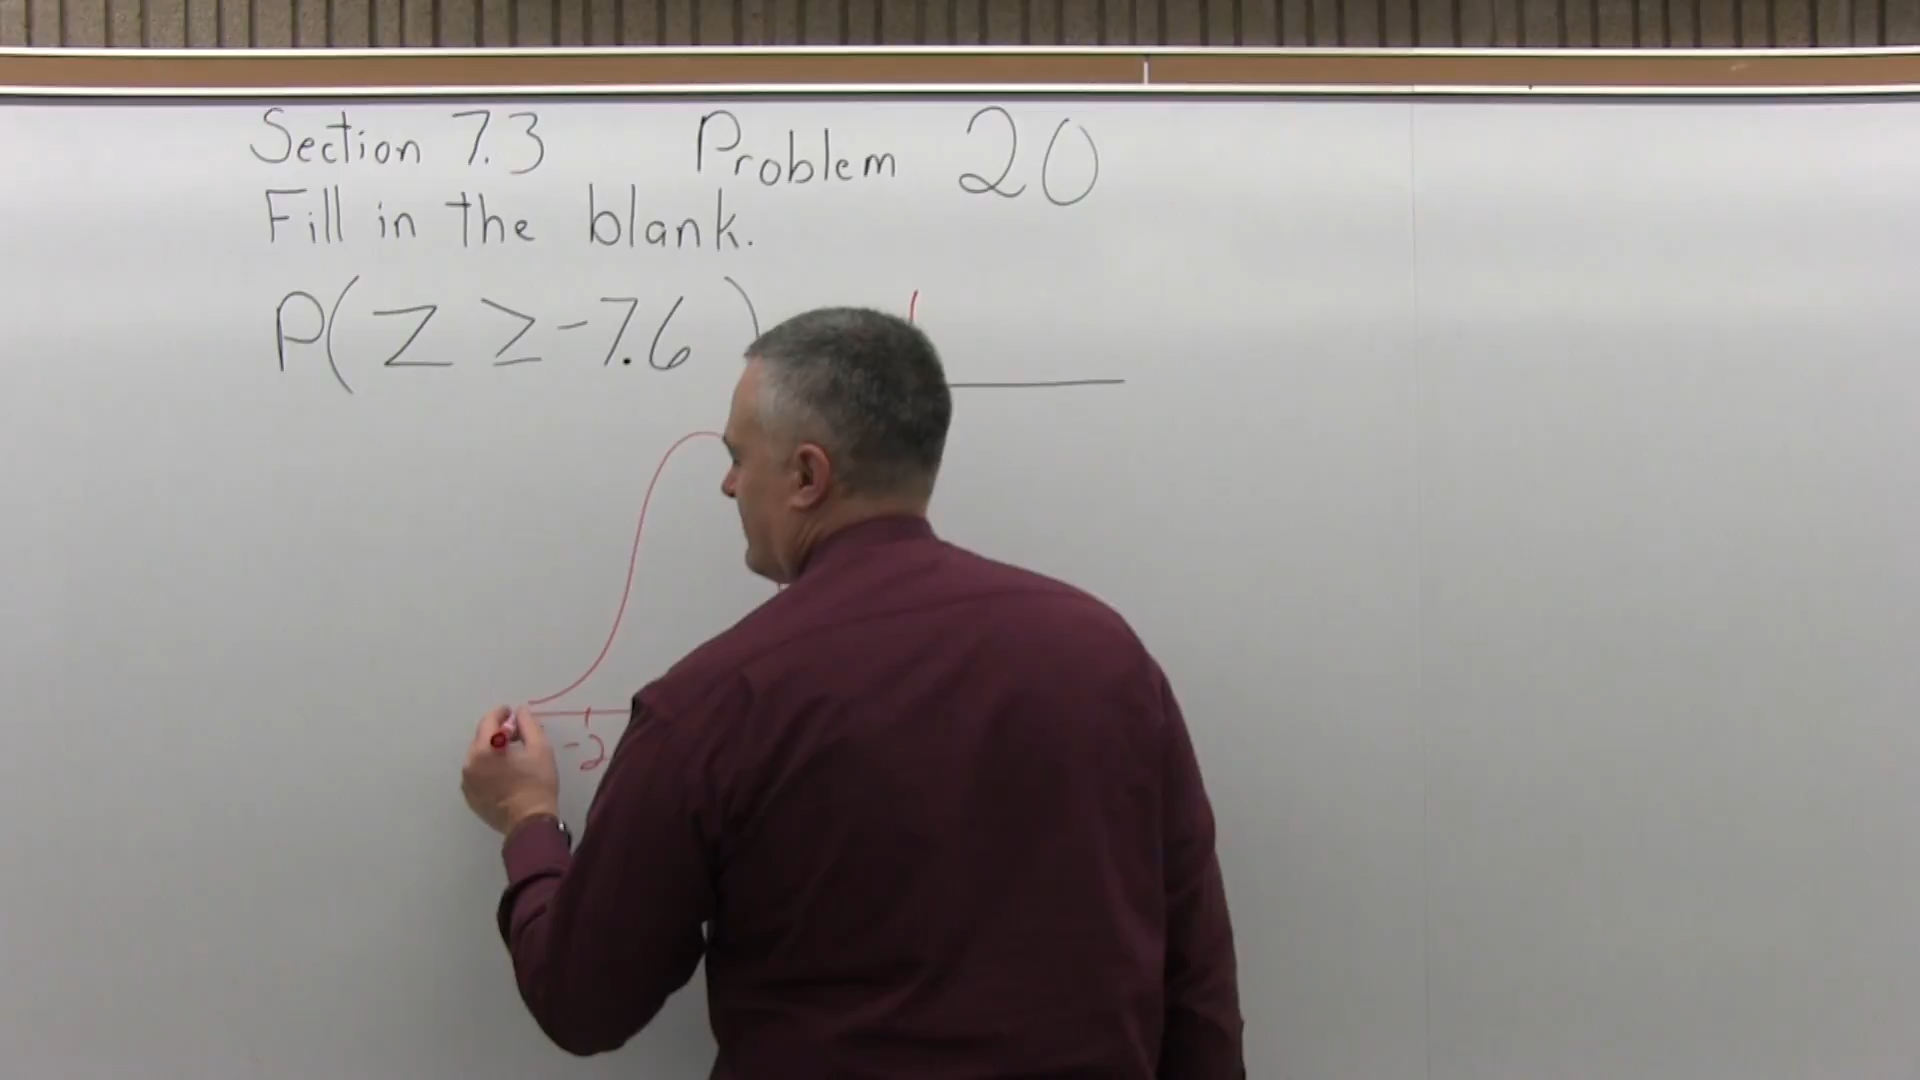 Section 7.3 Problem 20
Fill in the blank.
P( Z ≥ -7.6 )
-2